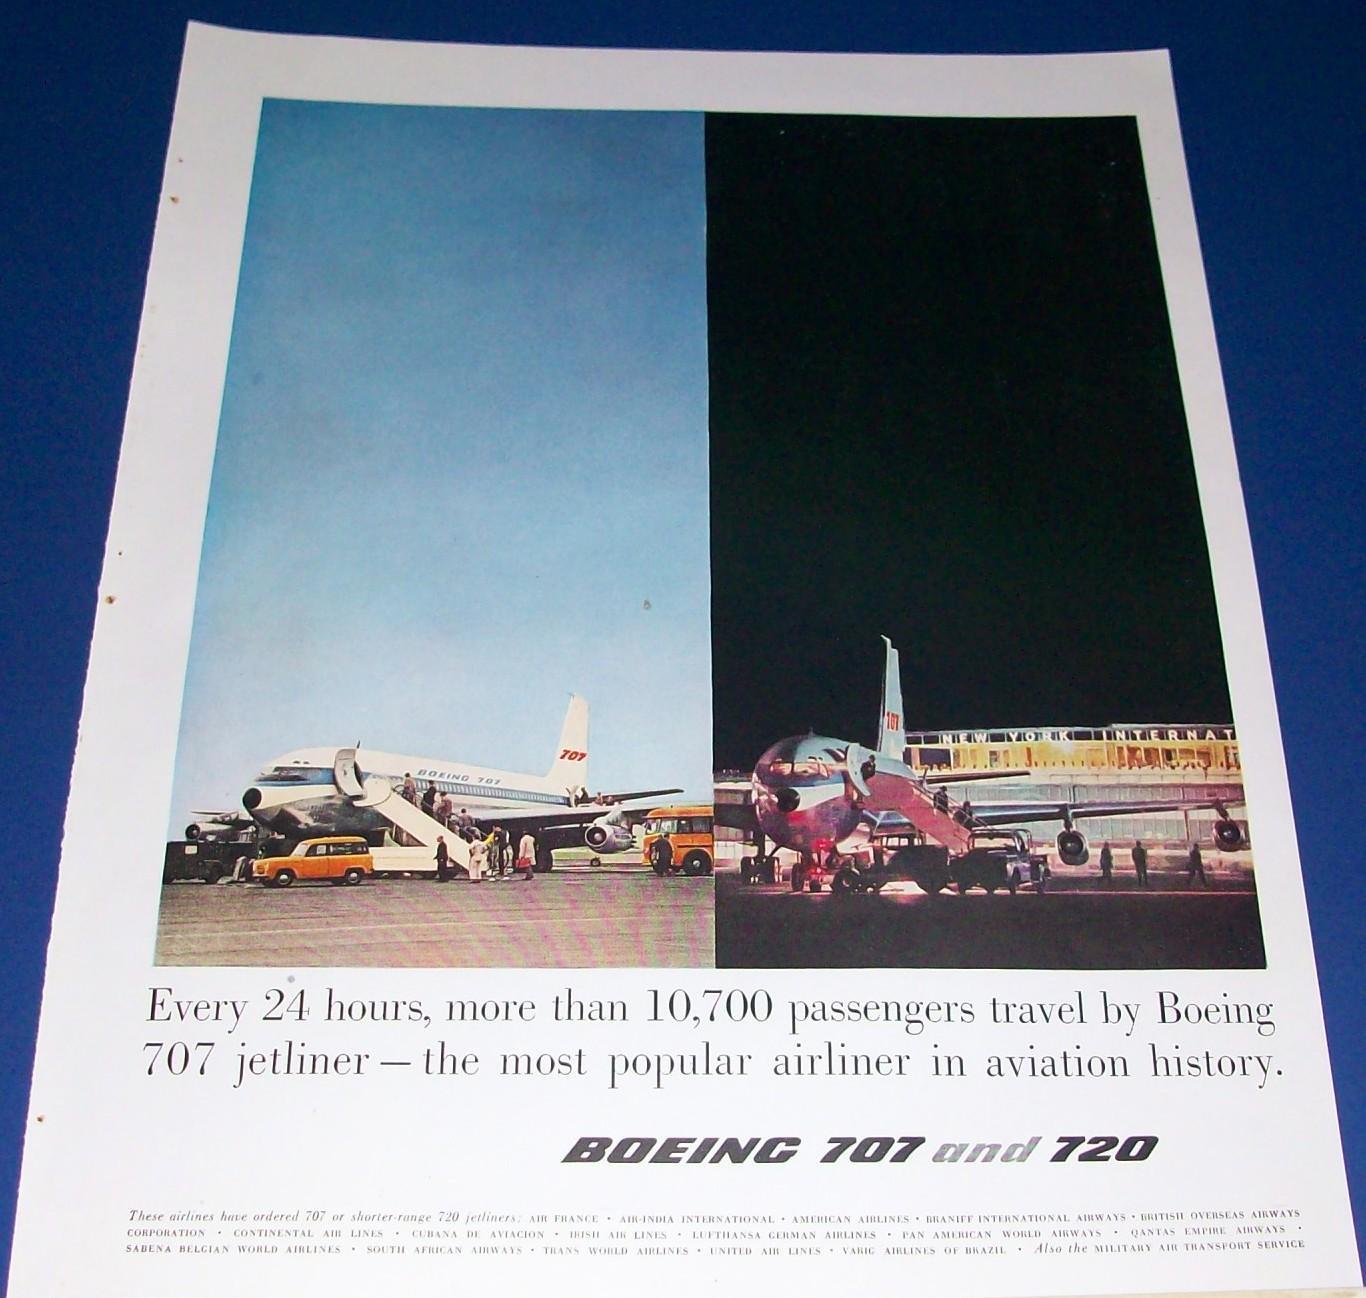 707
BOEING 707
707
NEW YORK INTERNAT
Every 24 hours, more than 10,700 passengers travel by Boeing
707 jetliner — the most popular airliner in aviation history.
BOEING 707 and 720
These airlines have ordered 707 or shorter-range 720 jetliners: AIR FRANCE • AIR-INDIA INTERNATIONAL • AMERICAN AIRLINES • BRANIFF INTERNATIONAL AIRWAYS • BRITISH OVERSEAS AIRWAYS
CORPORATION • CONTINENTAL AIR LINES • CUBANA DE AVIACION • IRISH AIR LINES • LUFTHANSA GERMAN AIRLINES • PAN AMERICAN WORLD AIRWAYS • QANTAS EMPIRE AIRWAYS •
SABENA BELGIAN WORLD AIRLINES • SOUTH AFRICAN AIRWAYS • TRANS WORLD AIRLINES • UNITED AIR LINES • VARIG AIRLINES OF BRAZIL • Also the MILITARY AIR TRANSPORT SERVICE